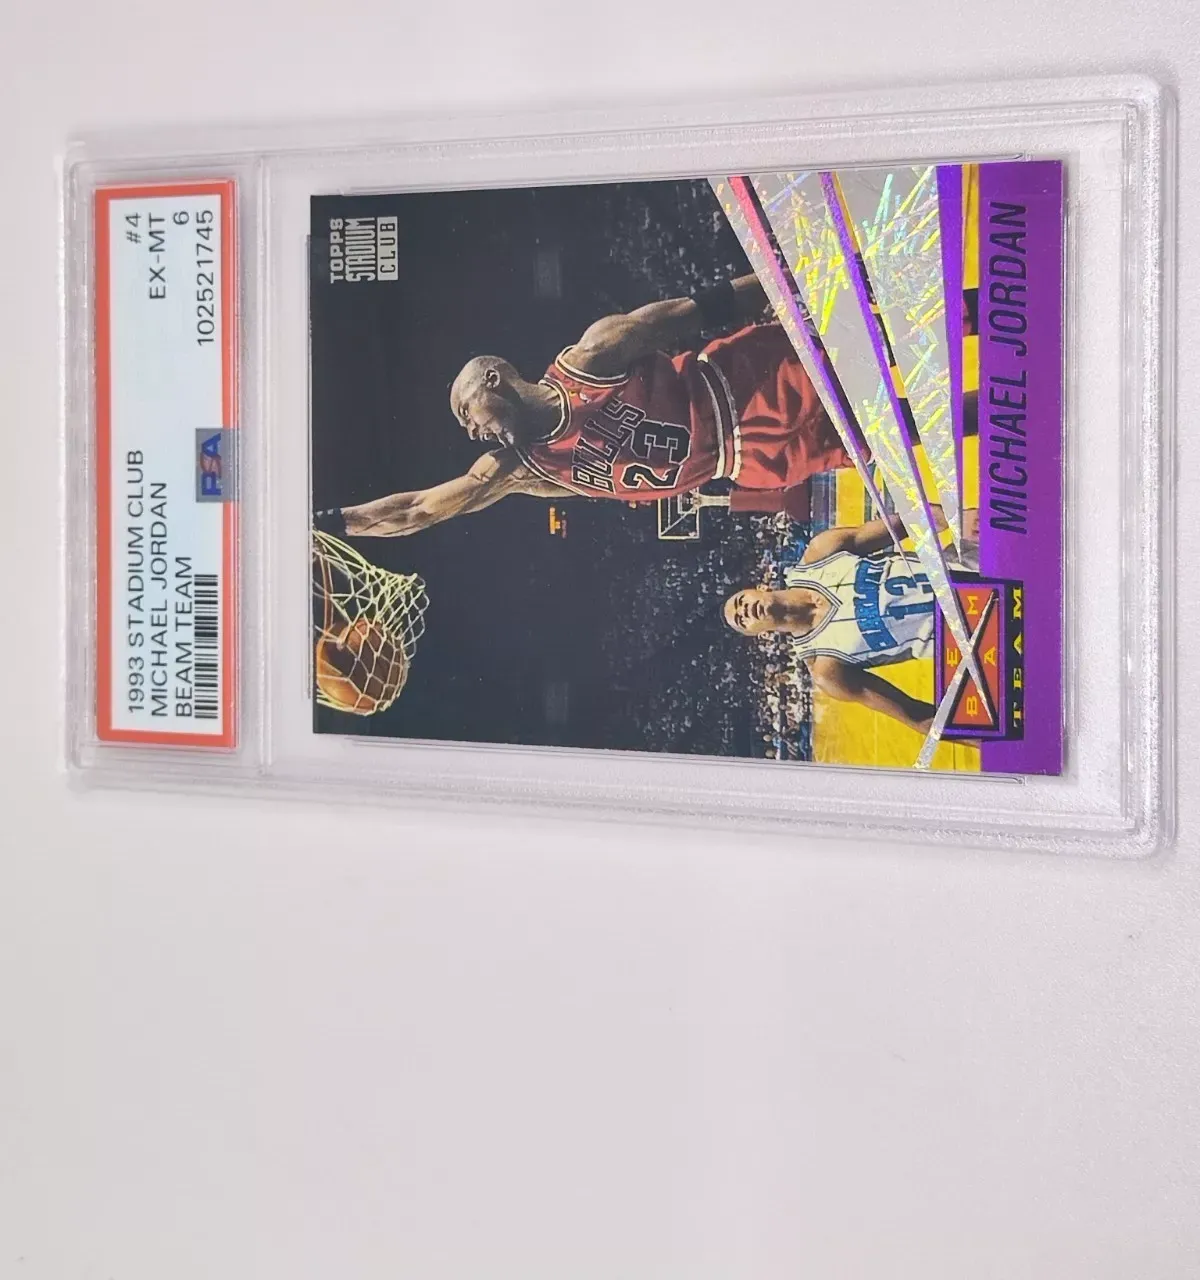 1993 STADIUM CLUB
#4
MICHAEL JORDAN
EX-MT
BEAM TEAM
6
PSA
102521745
TOPPS
STADIUM
CLUB
BULLS
23
T.
CHARLOTTE
13
BEAM
TEAM
MICHAEL JORDAN